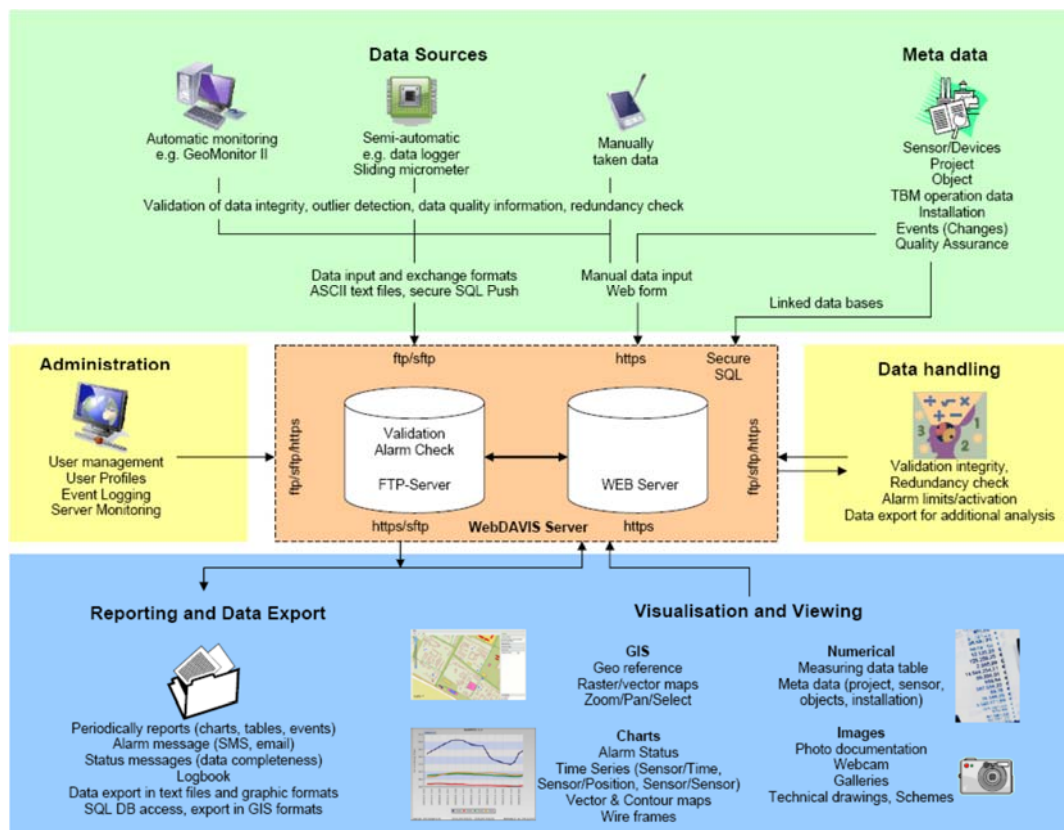 Data Sources
Meta data
Automatic monitoring
e.g. GeoMonitor II
Semi-automatic
e.g. data logger
Sliding micrometer
Manually
taken data
Sensor/Devices
Project
Object
TBM operation data
Installation
Events (Changes)
Quality Assurance
Validation of data integrity, outlier detection, data quality information, redundancy check
Data input and exchange formats
ASCII text files, secure SQL Push
Manual data input
Web form
Linked data bases
Administration
User management
User Profiles
Event Logging
Server Monitoring
ftp/sftp
https
Secure
SQL
ftp/sftp/https
Validation
Alarm Check
FTP-Server
WEB Server
ftp/sftp/https
https/sftp
WebDAVIS Server
https
Data handling
Validation integrity,
Redundancy check
Alarm limits/activation
Data export for additional analysis
Reporting and Data Export
Periodically reports (charts, tables, events)
Alarm message (SMS, email)
Status messages (data completeness)
Logbook
Data export in text files and graphic formats
SQL DB access, export in GIS formats
Visualisation and Viewing
GIS
Geo reference
Raster/vector maps
Zoom/Pan/Select
Numerical
Measuring data table
Meta data (project, sensor,
objects, installation)
Charts
Alarm Status
Time Series (Sensor/Time,
Sensor/Position, Sensor/Sensor)
Vector & Contour maps
Wire frames
Images
Photo documentation
Webcam
Galleries
Technical drawings, Schemes